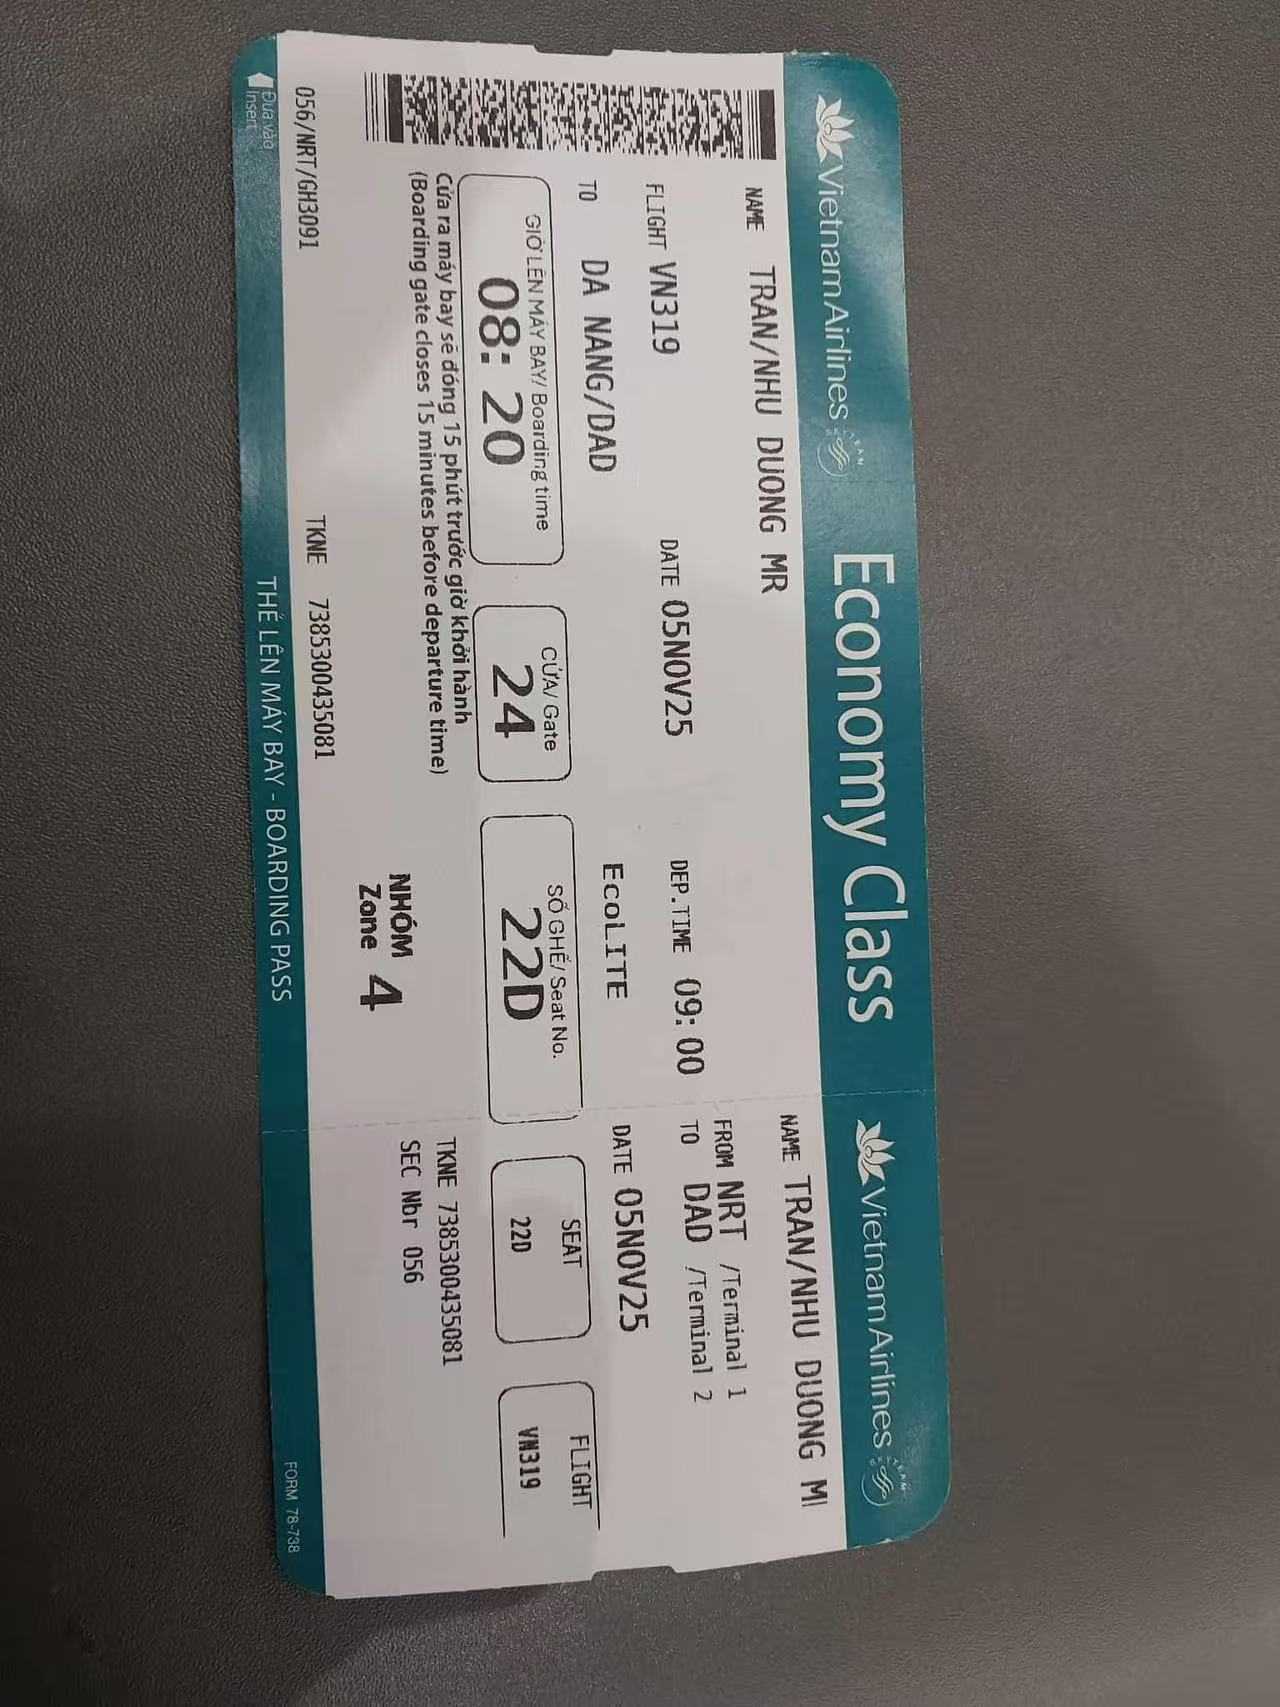 VietnamAirlines
SKYTEAM
Economy Class
NAME TRAN/NHU DUONG MR
FLIGHT VN319 DATE 05NOV25 DEP.TIME 09:00
TO DA NANG/DAD EcoLITE
GIỜ LÊN MÁY BAY/ Boarding time
08:20
CỬA/ Gate
24
SỐ GHẾ/ Seat No.
22D
Cửa ra máy bay sẽ đóng 15 phút trước giờ khởi hành
(Boarding gate closes 15 minutes before departure time)
NHÓM
Zone 4
056/NRT/GH3091 TKNE 7385300435081
Đưa vào
Insert
THẺ LÊN MÁY BAY - BOARDING PASS
VietnamAirlines
SKYTEAM
NAME TRAN/NHU DUONG M
FROM NRT /Terminal 1
TO DAD /Terminal 2
DATE 05NOV25
SEAT
22D
FLIGHT
VN319
TKNE 7385300435081
SEC Nbr 056
FORM 78-738